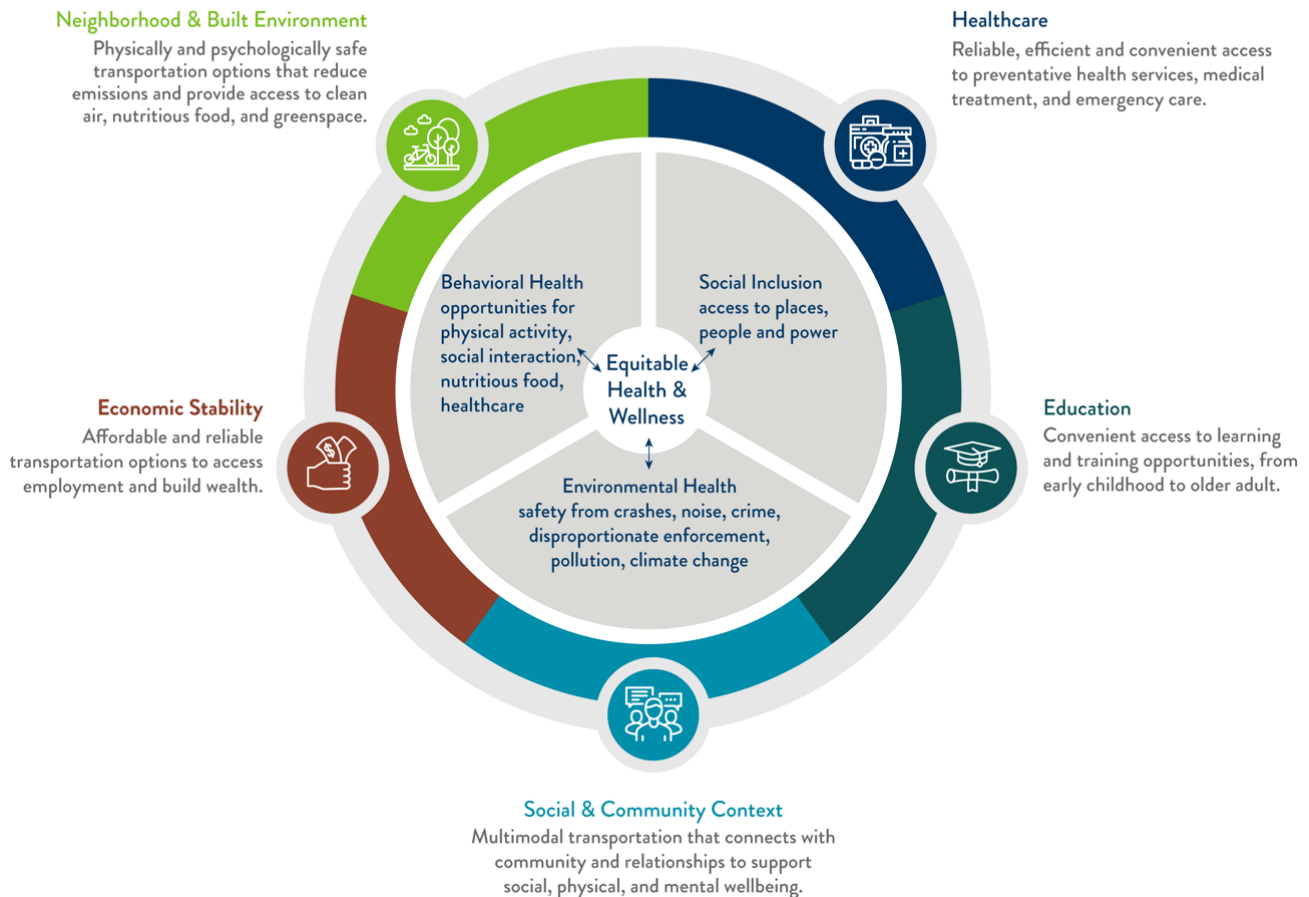 Neighborhood & Built Environment
Physically and psychologically safe
transportation options that reduce
emissions and provide access to clean
air, nutritious food, and greenspace.
Healthcare
Reliable, efficient and convenient access
to preventative health services, medical
treatment, and emergency care.
Behavioral Health
opportunities for
physical activity,
social interaction,
nutritious food,
healthcare
Social Inclusion
access to places,
people and power
Equitable
Health &
Wellness
Environmental Health
safety from crashes, noise, crime,
disproportionate enforcement,
pollution, climate change
Economic Stability
Affordable and reliable
transportation options to access
employment and build wealth.
$
Education
Convenient access to learning
and training opportunities, from
early childhood to older adult.
Social & Community Context
Multimodal transportation that connects with
community and relationships to support
social, physical, and mental wellbeing.